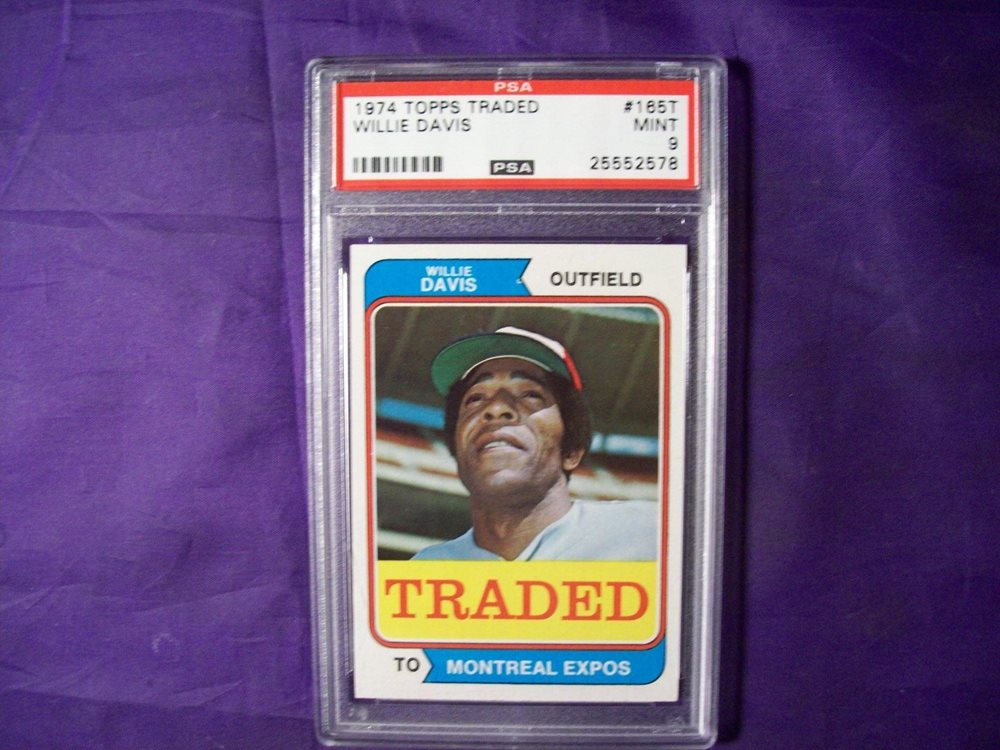 PSA
1974 TOPPS TRADED #165T
WILLIE DAVIS MINT
9
PSA 25552578
WILLIE
DAVIS
OUTFIELD
TRADED
TO MONTREAL EXPOS